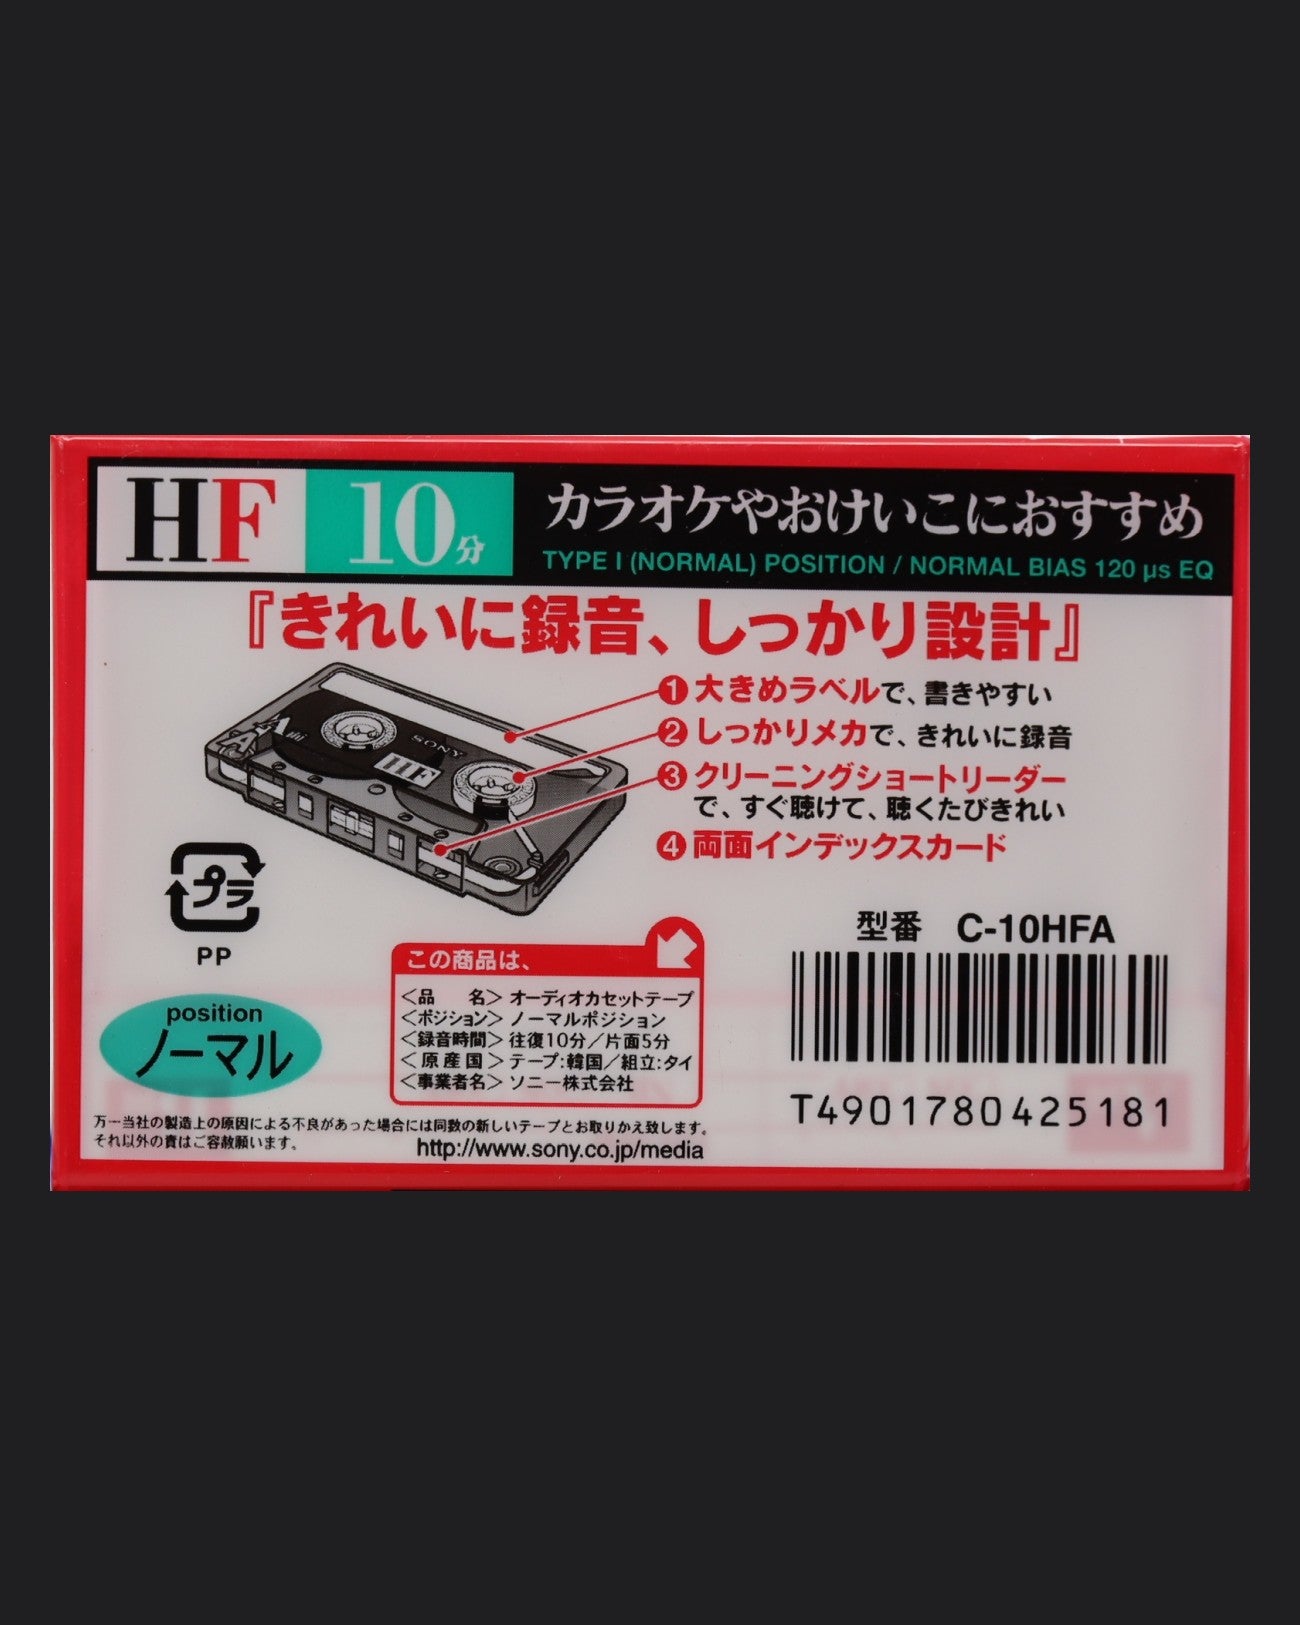 HF 10分 カラオケやおけいこにおすすめ
TYPE I (NORMAL) POSITION / NORMAL BIAS 120 µs EQ
『きれいに録音、しっかり設計』
❶大きめラベルで、書きやすい
❷しっかりメカで、きれいに録音
❸クリーニングショートリーダー
で、すぐ聴けて、聴くたびきれい
❹両面インデックスカード
A
SONY
HF
プラ
PP
position
ノーマル
この商品は、
<品　名>オーディオカセットテープ
<ポジション>ノーマルポジション
<録音時間>往復10分／片面5分
<原産国>テープ:韓国／組立:タイ
<事業者名>ソニー株式会社
型番 C-10HFA
T4901780425181
万一当社の製造上の原因による不良があった場合には同数の新しいテープとお取りかえ致します。
それ以外の責はご容赦願います。
http://www.sony.co.jp/media